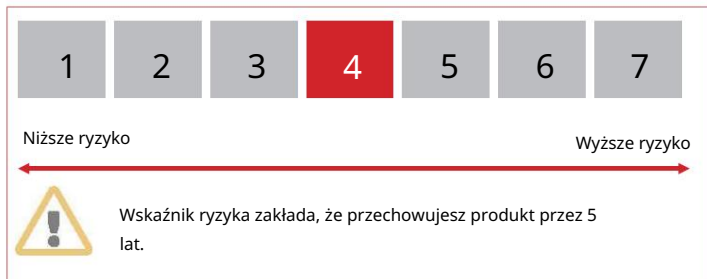 1 2 3 4 5 6 7
Niższe ryzyko Wyższe ryzyko
Wskaźnik ryzyka zakłada, że przechowujesz produkt przez 5
lat.